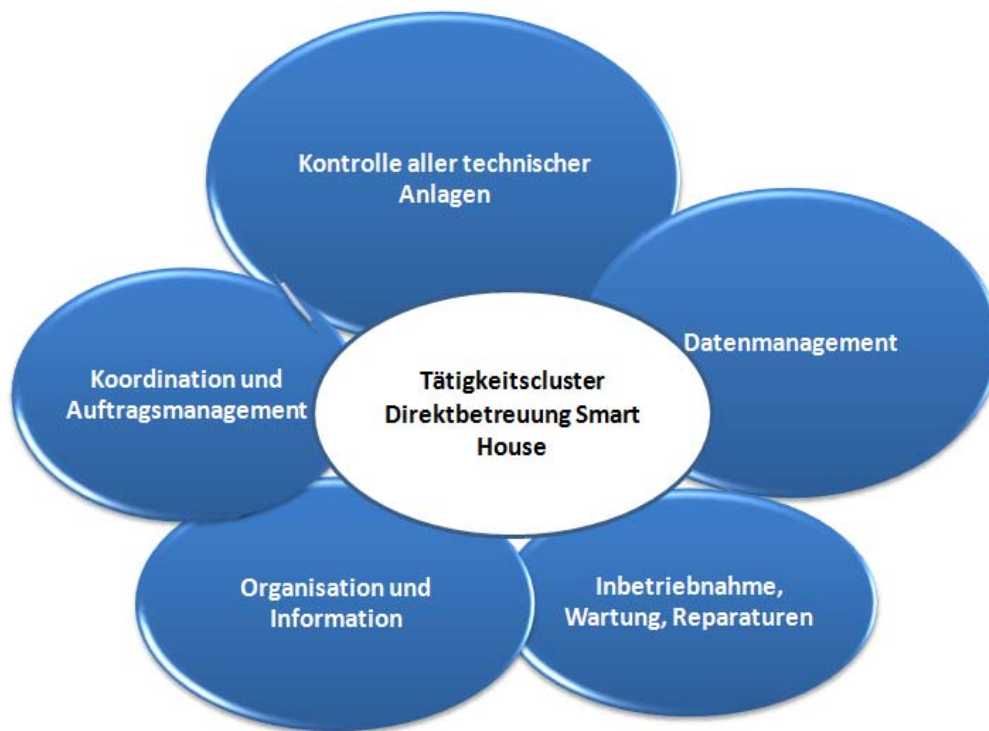 Kontrolle aller technischer
Anlagen
Datenmanagement
Koordination und
Auftragsmanagement
Tätigkeitscluster
Direktbetreuung Smart
House
Organisation und
Information
Inbetriebnahme,
Wartung, Reparaturen